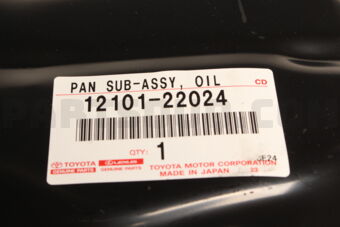 PAN SUB-ASSY, OIL CD
12101-22024
QTY: 1
TOYOTA LEXUS TOYOTA MOTOR CORPORATION
GENUINE PARTS GENUINE PARTS MADE IN JAPAN 33